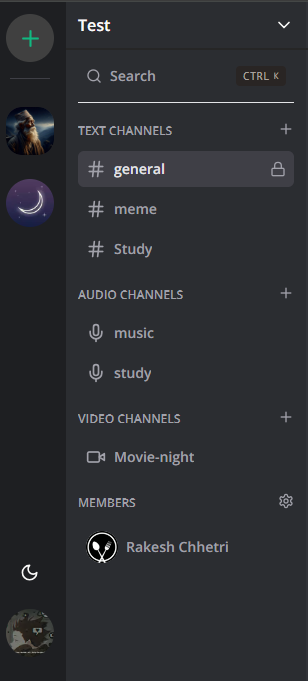 Test
Search
CTRL K
TEXT CHANNELS
general
meme
Study
AUDIO CHANNELS
music
study
VIDEO CHANNELS
Movie-night
MEMBERS
Rakesh Chhetri